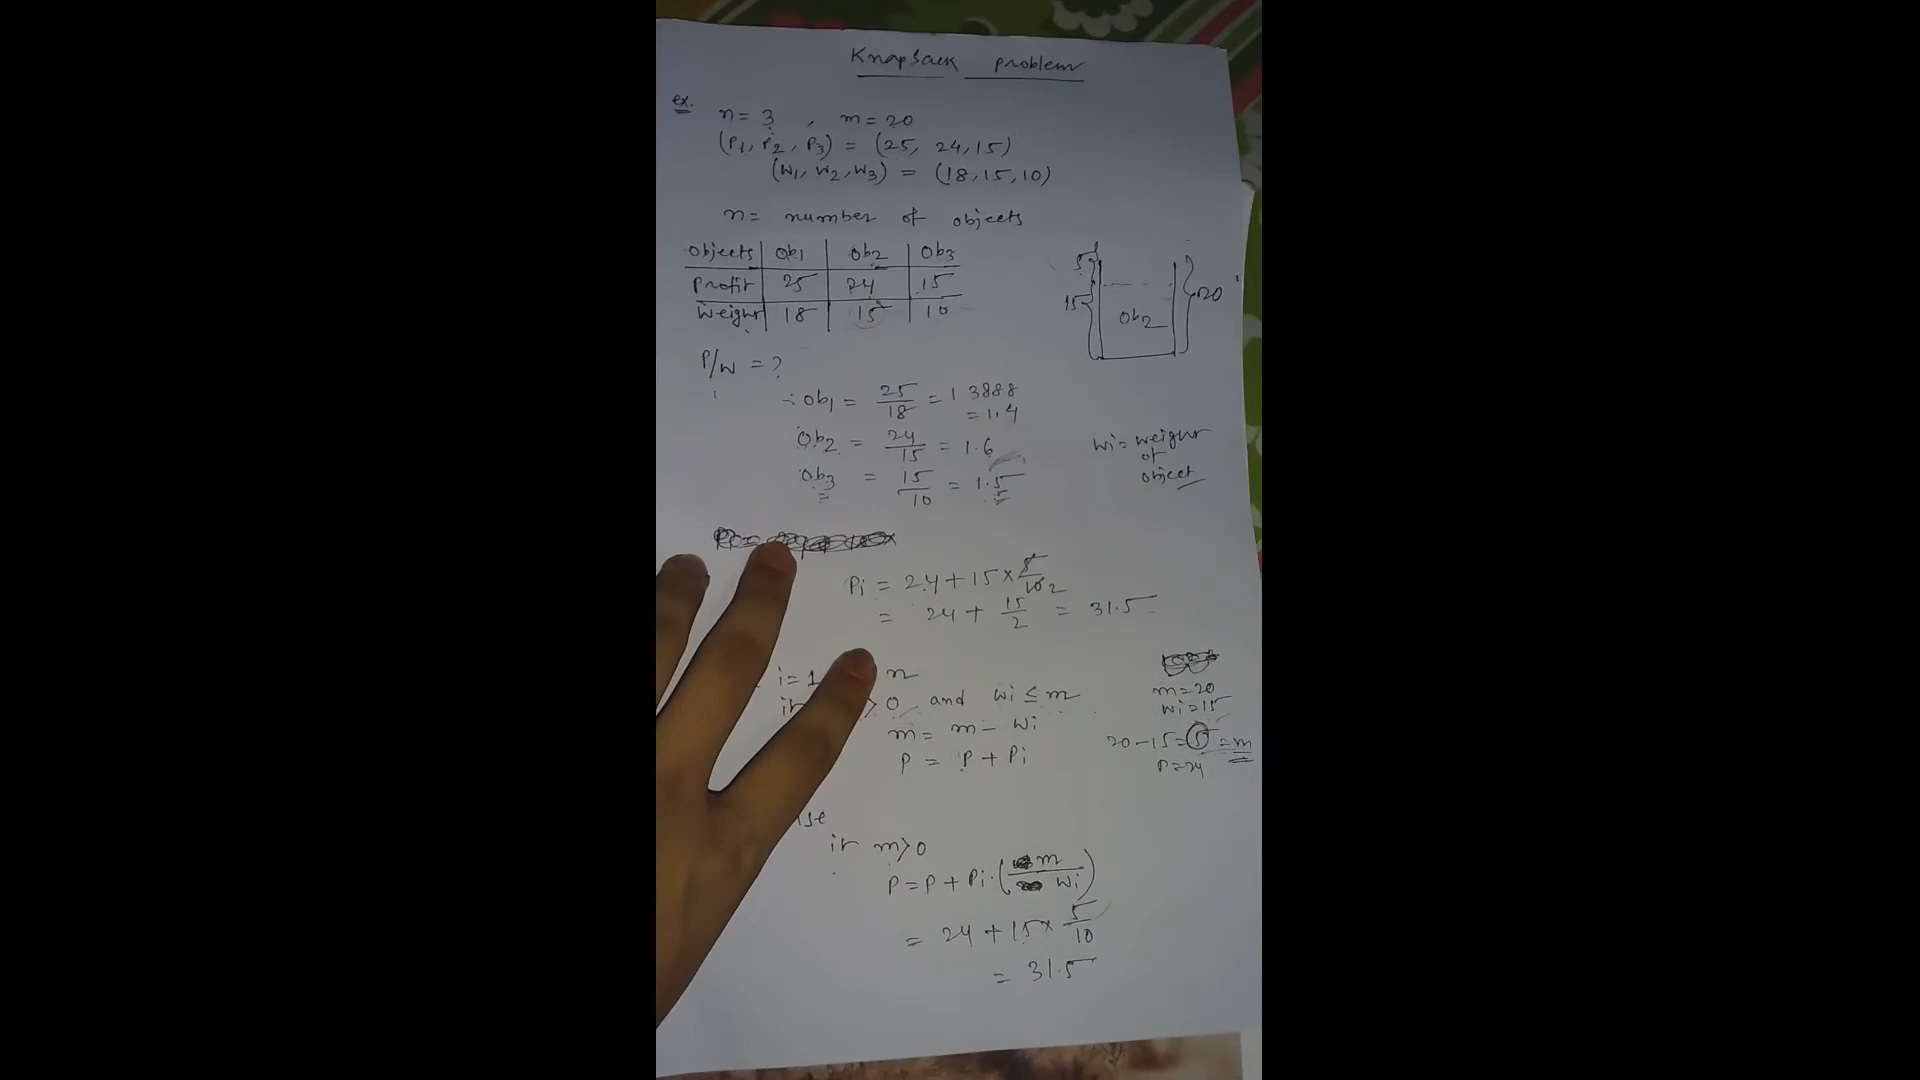 Knapsack problem
ex.
n = 3 , m = 20
(P1, P2, P3) = (25, 24, 15)
(W1, W2, W3) = (18, 15, 10)
n = number of objects
objects Ob1 Ob2 Ob3
Profit 25 24 15
Weight 18 15 10
5
15
Ob2
20
P/W = ?
Ob1 = 25/18 = 1.3888
= 1.4
Ob2 = 24/15 = 1.6
Ob3 = 15/10 = 1.5
Wi = weight
of
object
Pi = 24 + 15 × 5/10 2
= 24 + 15/2 = 31.5
i = 1 n
> 0 and Wi ≤ m
m = m - Wi
P = P + Pi
m = 20
Wi = 15
20 - 15 = 5 = m
P = 24
if m > 0
P = P + Pi . (m/Wi)
= 24 + 15 × 5/10
= 31.5